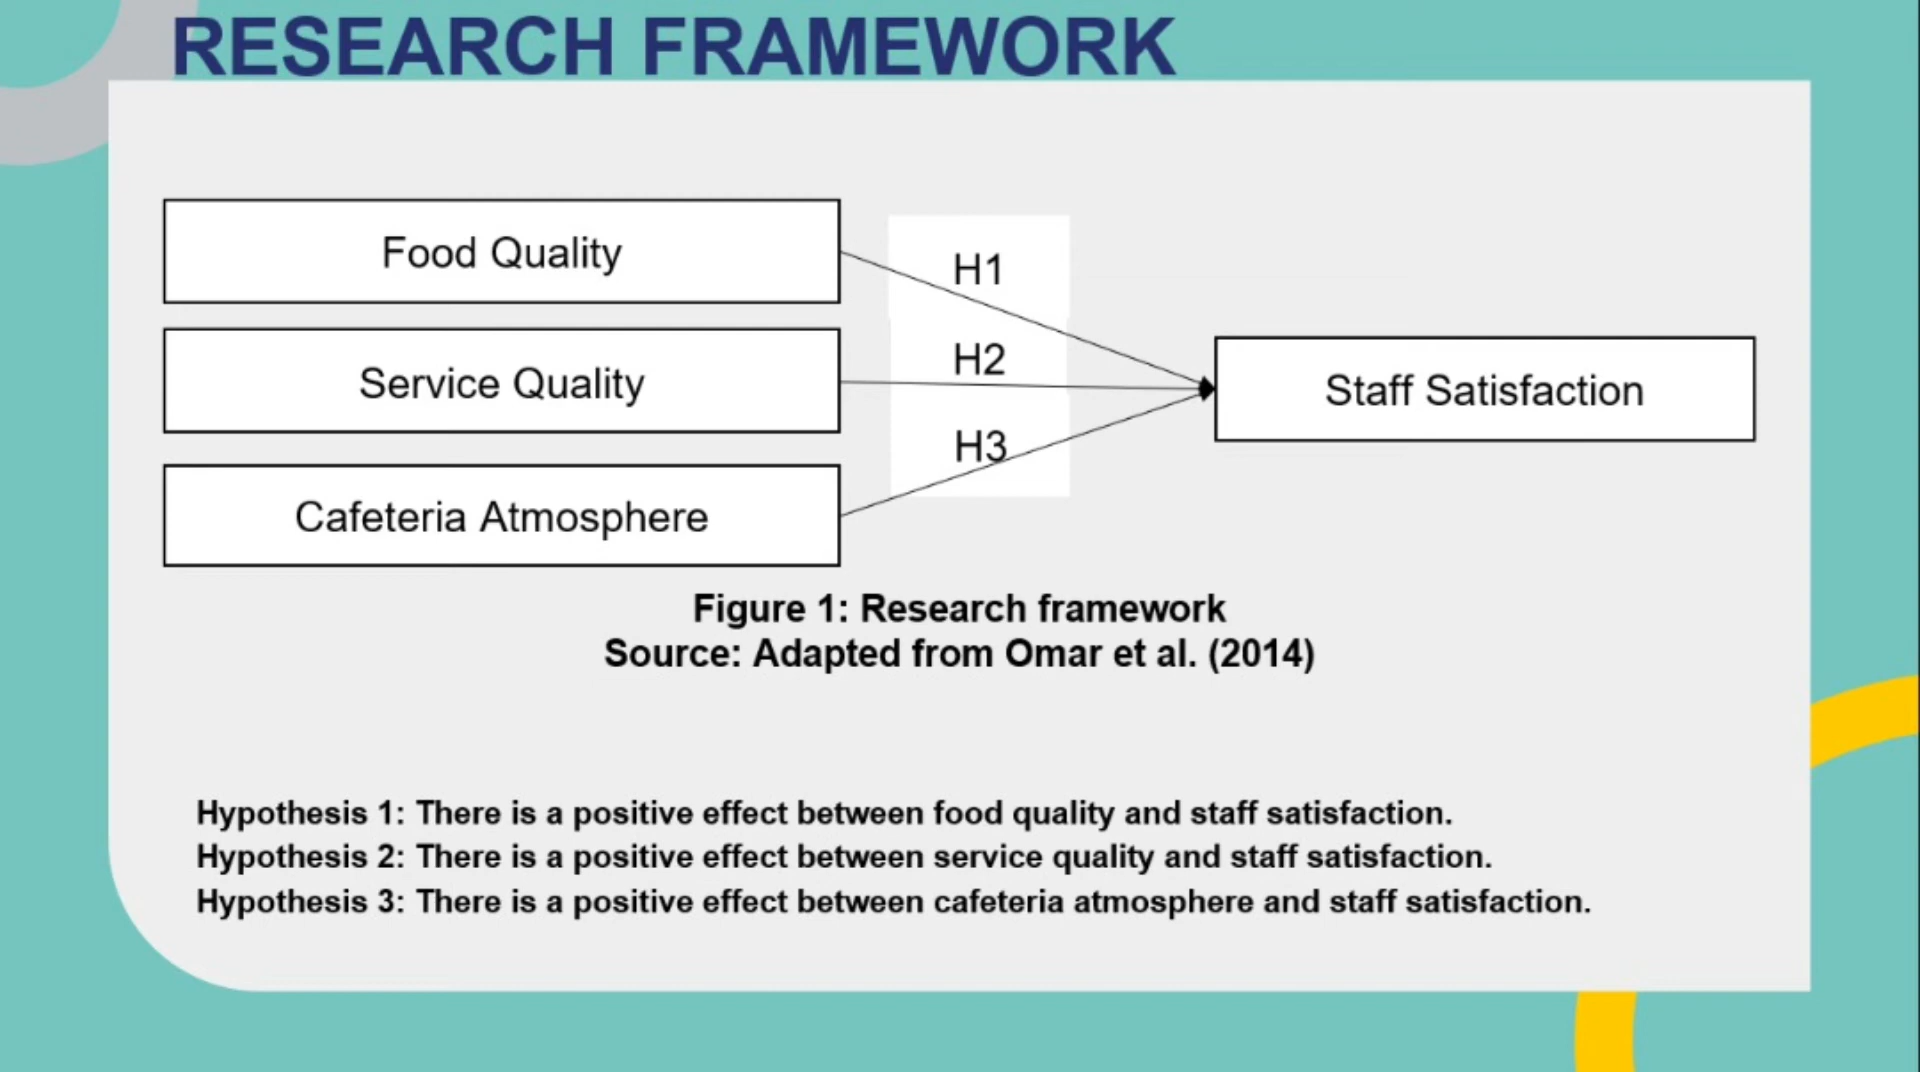 RESEARCH FRAMEWORK
Food Quality
H1
Service Quality
H2
Staff Satisfaction
H3
Cafeteria Atmosphere
Figure 1: Research framework
Source: Adapted from Omar et al. (2014)
Hypothesis 1: There is a positive effect between food quality and staff satisfaction.
Hypothesis 2: There is a positive effect between service quality and staff satisfaction.
Hypothesis 3: There is a positive effect between cafeteria atmosphere and staff satisfaction.